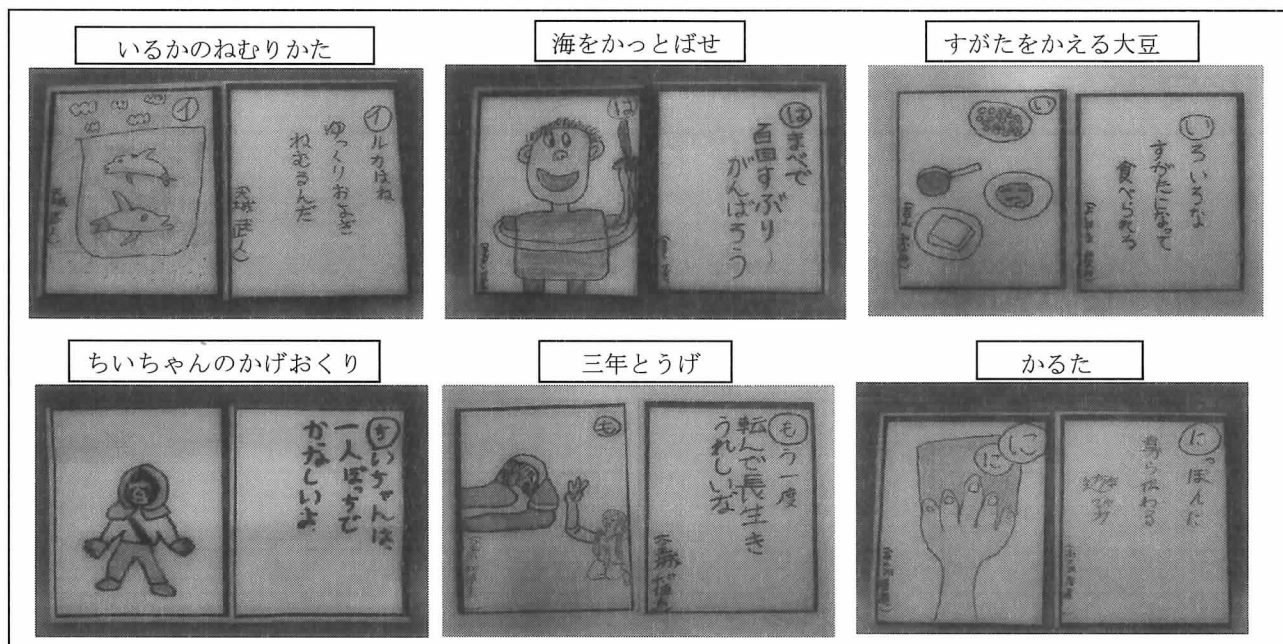 いるかのねむりかた
イ
イルカはね
ゆっくりおよぎ
ねむるんだ
海をかっとばせ
は
はまべで
百回すぶり
がんばろう
すがたをかえる大豆
い
いろいろな
すがたになって
食べられる
ちいちゃんのかげおくり
ちいちゃんは、
一人ぼっちで
かなしいよ
三年とうげ
も
もう一度
転んで長生き
うれしいな
かるた
に
に
にっぽんに
昔から伝わる